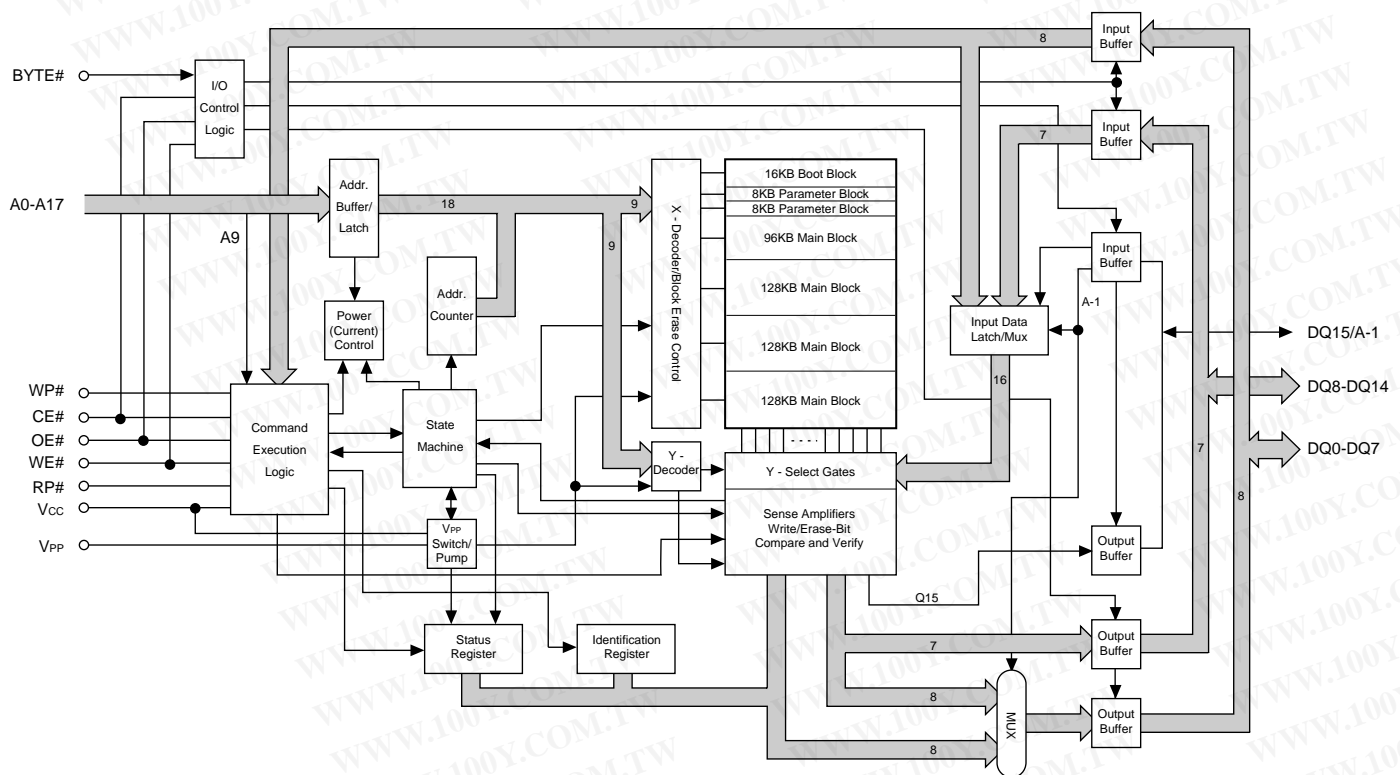 WWW.100Y.COM.TW
8
Input
Buffer
BYTE#
I/O
Control
Logic
7
Input
Buffer
Addr.
Buffer/
Latch
16KB Boot Block
8KB Parameter Block
8KB Parameter Block
A0-A17
18
9
A9
9
X - Decoder/Block Erase Control
96KB Main Block
Input
Buffer
Addr.
Counter
128KB Main Block
A-1
Power
(Current)
Control
Input Data
Latch/Mux
DQ15/A-1
128KB Main Block
16
DQ8-DQ14
WP#
CE#
OE#
WE#
RP#
VCC
VPP
Command
Execution
Logic
State
Machine
128KB Main Block
- - - -
7
DQ0-DQ7
Y -
Decoder
Y - Select Gates
8
Sense Amplifiers
Write/Erase-Bit
Compare and Verify
VPP
Switch/
Pump
Output
Buffer
Q15
Status
Register
Identification
Register
7
Output
Buffer
8
MUX
Output
Buffer
8